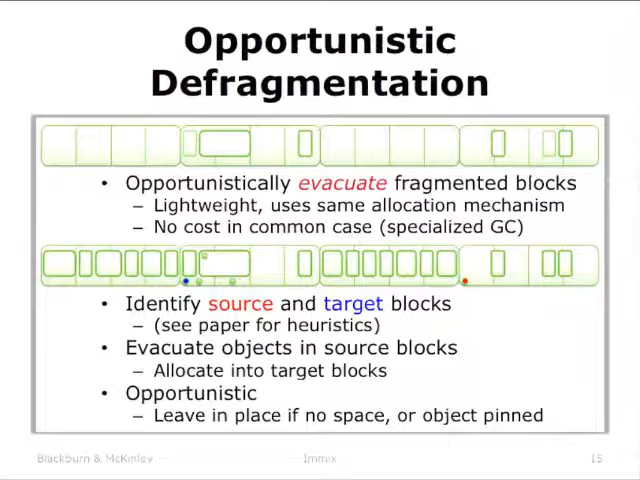 Opportunistic
Defragmentation
• Opportunistically evacuate fragmented blocks
– Lightweight, uses same allocation mechanism
– No cost in common case (specialized GC)
• Identify source and target blocks
– (see paper for heuristics)
• Evacuate objects in source blocks
– Allocate into target blocks
• Opportunistic
– Leave in place if no space, or object pinned
Blackburn & McKinley
Immix
15